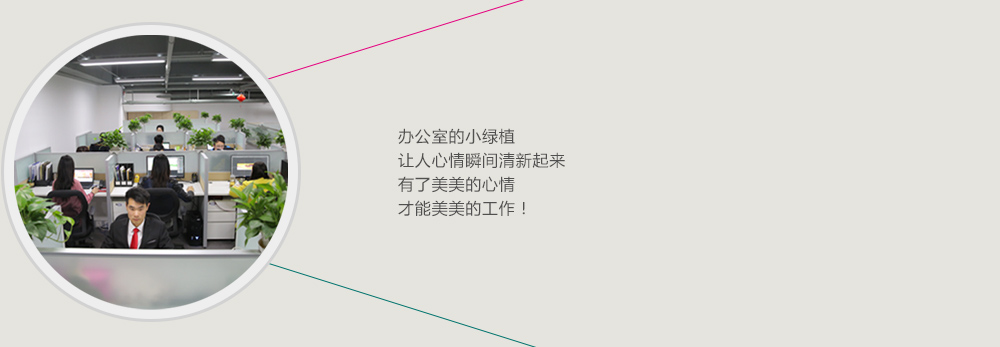 办公室的小绿植
让人心情瞬间清新起来
有了美美的心情
才能美美的工作！